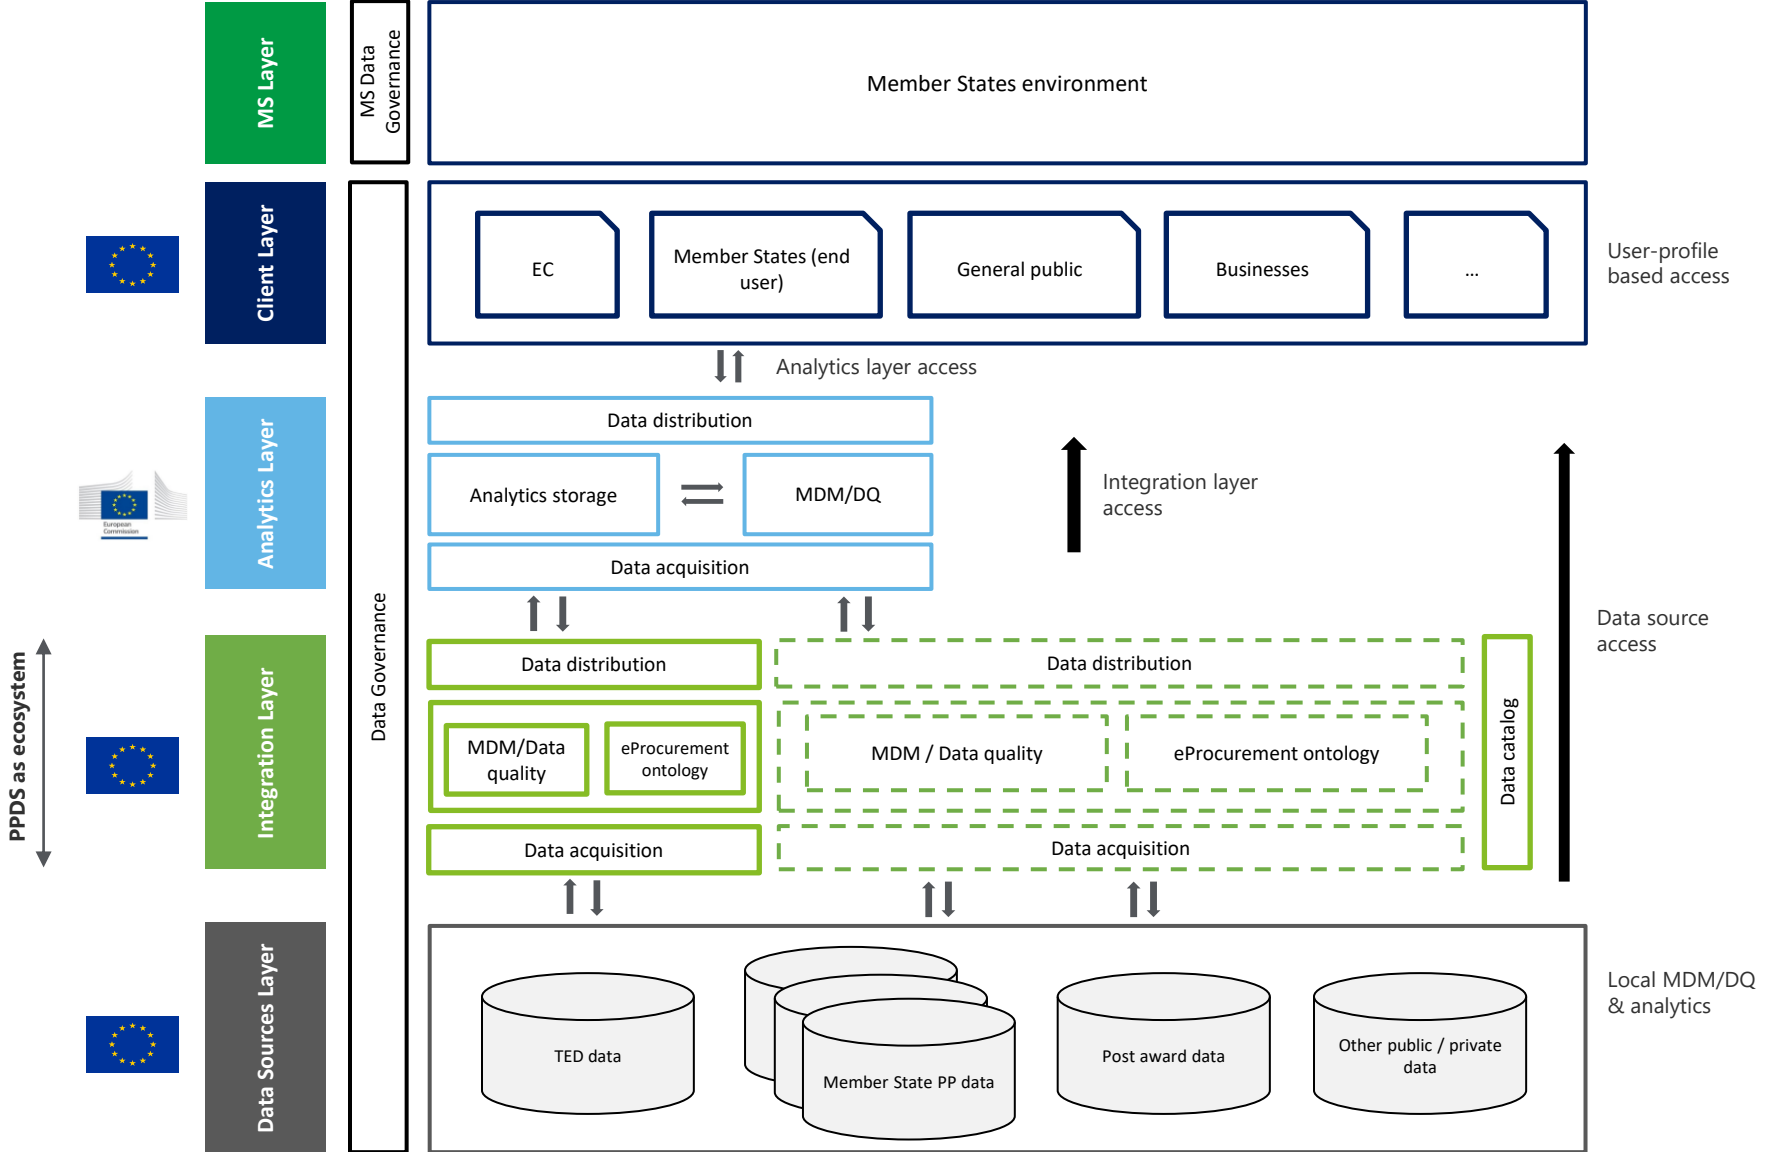 MS Layer
MS Data
Governance
Member States environment
Client Layer
EC
Member States (end
user)
General public
Businesses
...
User-profile
based access
Analytics layer access
Analytics Layer
European
Commission
Data distribution
Analytics storage
MDM/DQ
Data acquisition
Integration layer
access
Data source
access
Data Governance
PPDS as ecosystem
Integration Layer
Data distribution
MDM/Data
quality
eProcurement
ontology
Data acquisition
Data distribution
MDM / Data quality
eProcurement ontology
Data acquisition
Data catalog
Data Sources Layer
TED data
Member State PP data
Post award data
Other public / private
data
Local MDM/DQ
& analytics